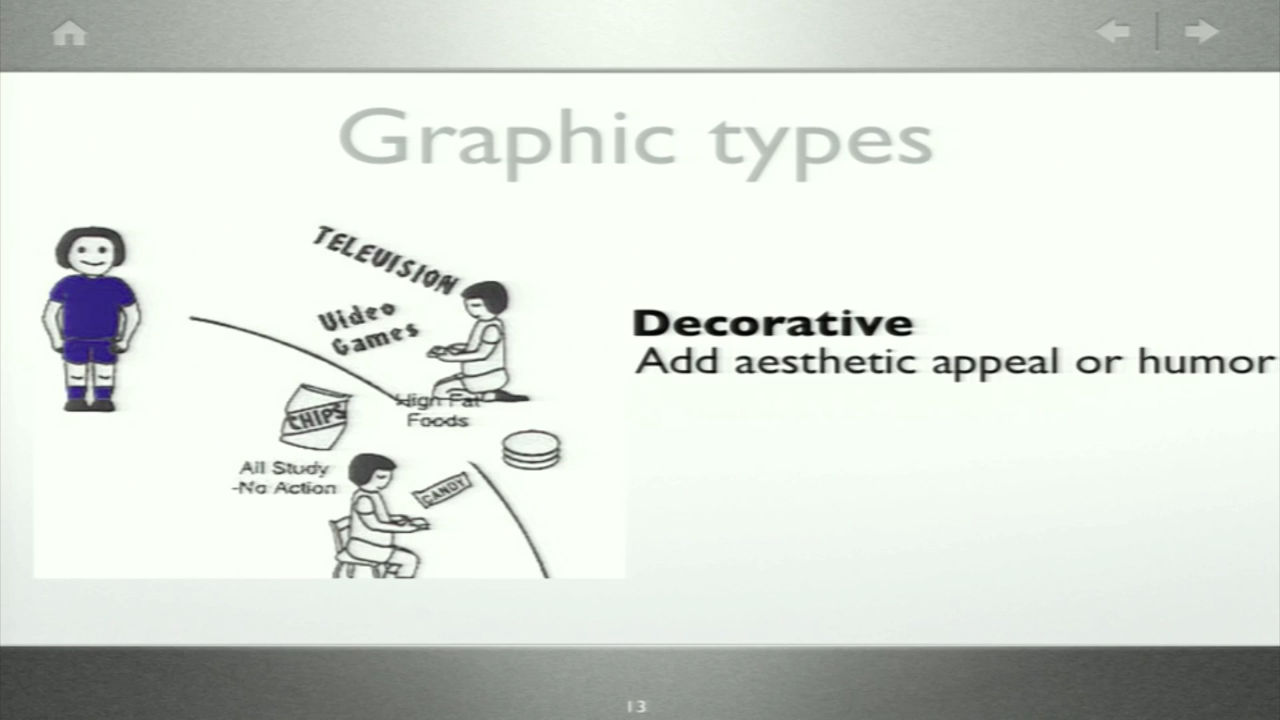 Graphic types
TELEVISION
Video
Games
CHIPS
High Fat
Foods
All Study
-No Action
CANDY
Decorative
Add aesthetic appeal or humor
13